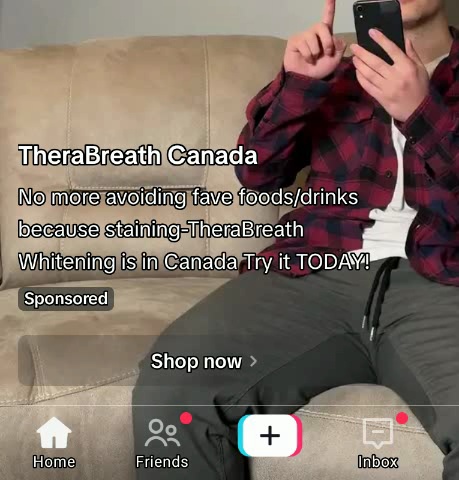 TheraBreath Canada
No more avoiding fave foods/drinks
because staining-TheraBreath
Whitening is in Canada Try it TODAY!
Sponsored
Shop now
Home
Friends
Inbox